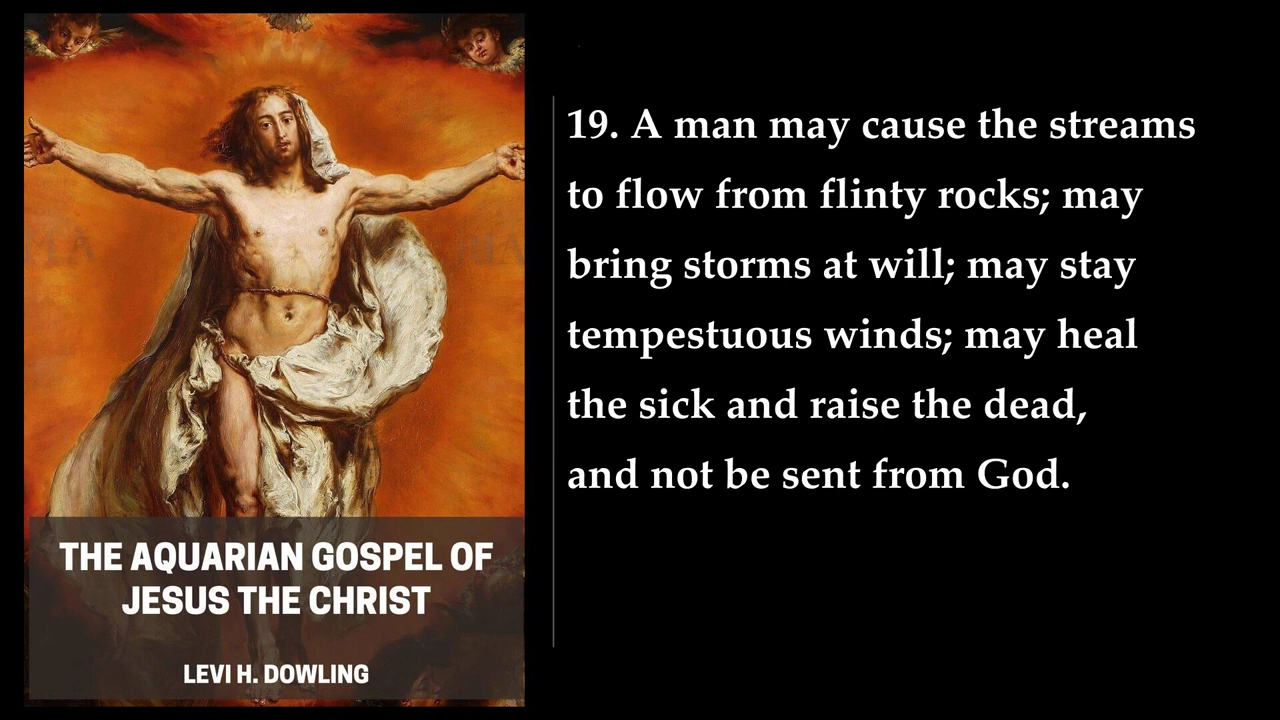 THE AQUARIAN GOSPEL OF
JESUS THE CHRIST
LEVI H. DOWLING
19. A man may cause the streams
to flow from flinty rocks; may
bring storms at will; may stay
tempestuous winds; may heal
the sick and raise the dead,
and not be sent from God.